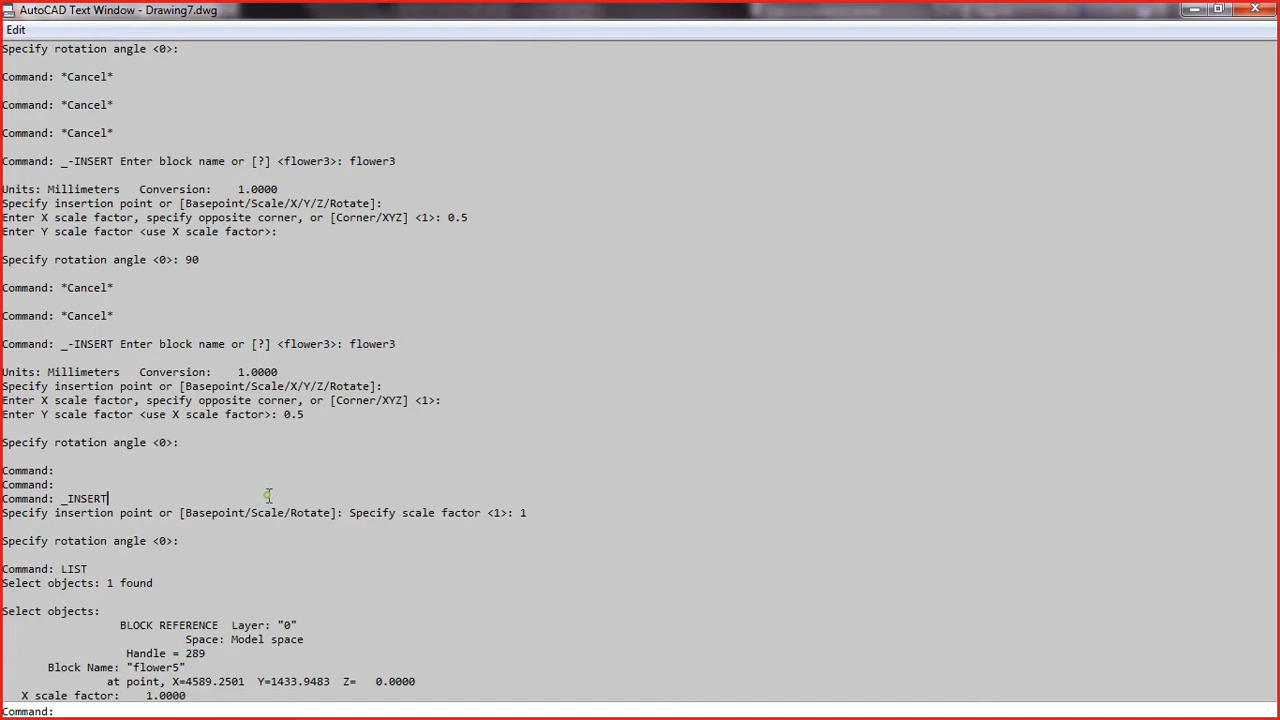 AutoCAD Text Window - Drawing7.dwg
Edit
Specify rotation angle <0>:
Command: *Cancel*
Command: *Cancel*
Command: *Cancel*
Command: _-INSERT Enter block name or [?] <flower3>: flower3
Units: Millimeters   Conversion:    1.0000
Specify insertion point or [Basepoint/Scale/X/Y/Z/Rotate]:
Enter X scale factor, specify opposite corner, or [Corner/XYZ] <1>: 0.5
Enter Y scale factor <use X scale factor>:
Specify rotation angle <0>: 90
Command: *Cancel*
Command: *Cancel*
Command: _-INSERT Enter block name or [?] <flower3>: flower3
Units: Millimeters   Conversion:    1.0000
Specify insertion point or [Basepoint/Scale/X/Y/Z/Rotate]:
Enter X scale factor, specify opposite corner, or [Corner/XYZ] <1>:
Enter Y scale factor <use X scale factor>: 0.5
Specify rotation angle <0>:
Command:
Command:
Command: _INSERT
Specify insertion point or [Basepoint/Scale/Rotate]: Specify scale factor <1>: 1
Specify rotation angle <0>:
Command: LIST
Select objects: 1 found
Select objects:
BLOCK REFERENCE  Layer: "0"
Space: Model space
Handle = 289
Block Name: "flower5"
at point, X=4589.2501  Y=1433.9483  Z=   0.0000
X scale factor:    1.0000
Command: